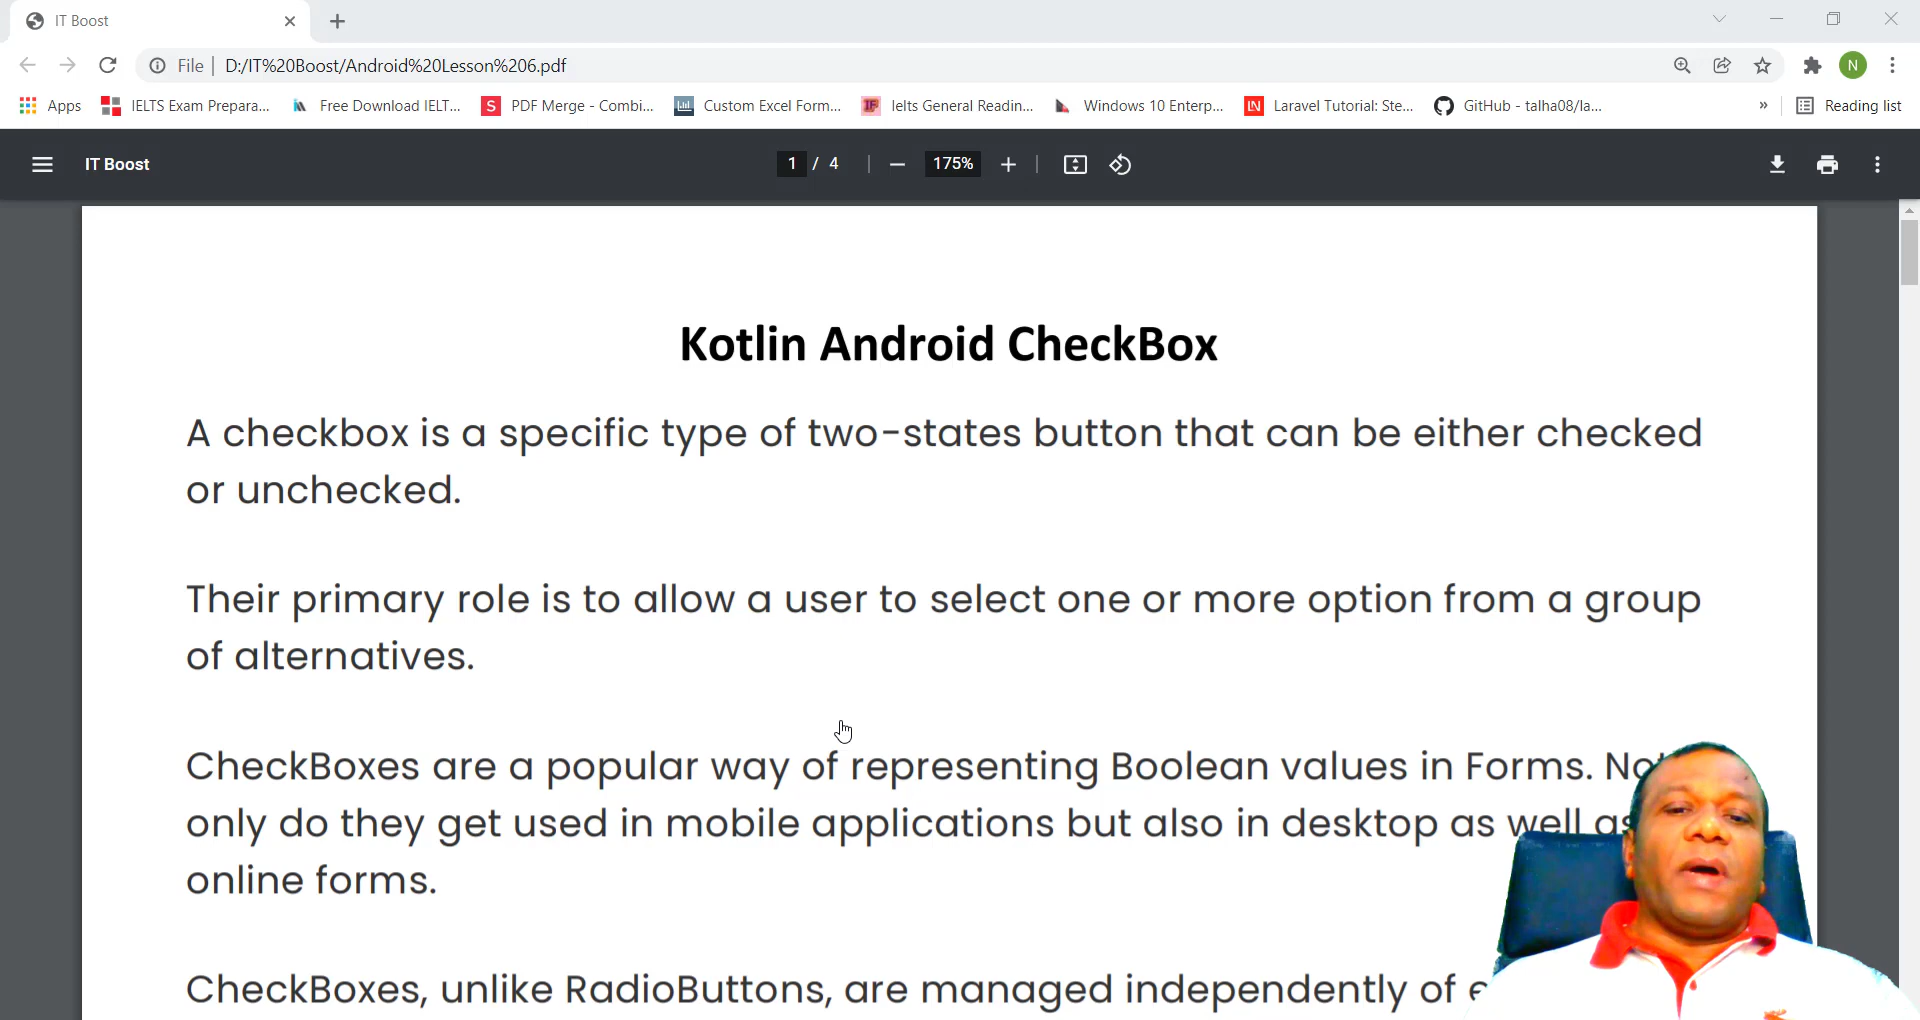 IT Boost
File
D:/IT%20Boost/Android%20Lesson%206.pdf
N
Apps
IELTS Exam Prepara...
Free Download IELT...
S
PDF Merge - Combi...
Custom Excel Form...
IF
Ielts General Readin...
Windows 10 Enterp...
LN
Laravel Tutorial: Ste...
GitHub - talha08/la...
»
Reading list
IT Boost
1 / 4
175%
Kotlin Android CheckBox
A checkbox is a specific type of two-states button that can be either checked
or unchecked.
Their primary role is to allow a user to select one or more option from a group
of alternatives.
CheckBoxes are a popular way of representing Boolean values in Forms.
only do they get used in mobile applications but also in desktop as well as
online forms.
CheckBoxes, unlike RadioButtons, are managed independently of